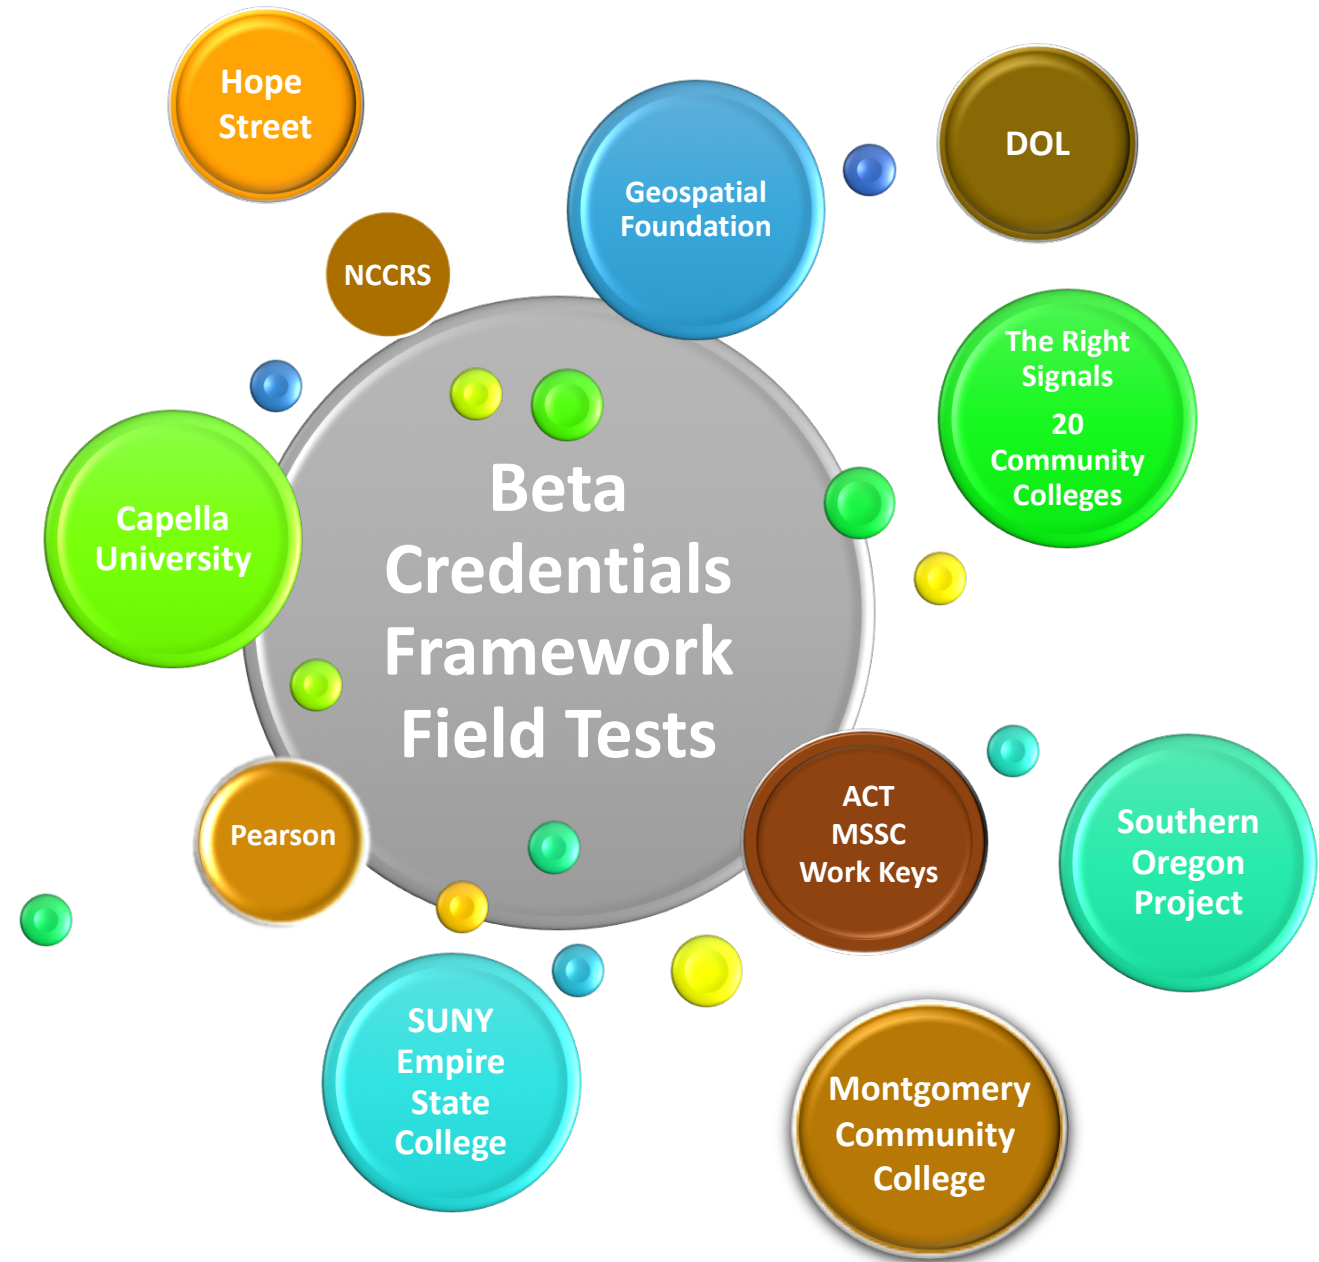 Hope
Street
DOL
Geospatial
Foundation
NCCRS
The Right
Signals
20
Community
Colleges
Capella
University
Beta
Credentials
Framework
Field Tests
Pearson
ACT
MSSC
Work Keys
Southern
Oregon
Project
SUNY
Empire
State
College
Montgomery
Community
College